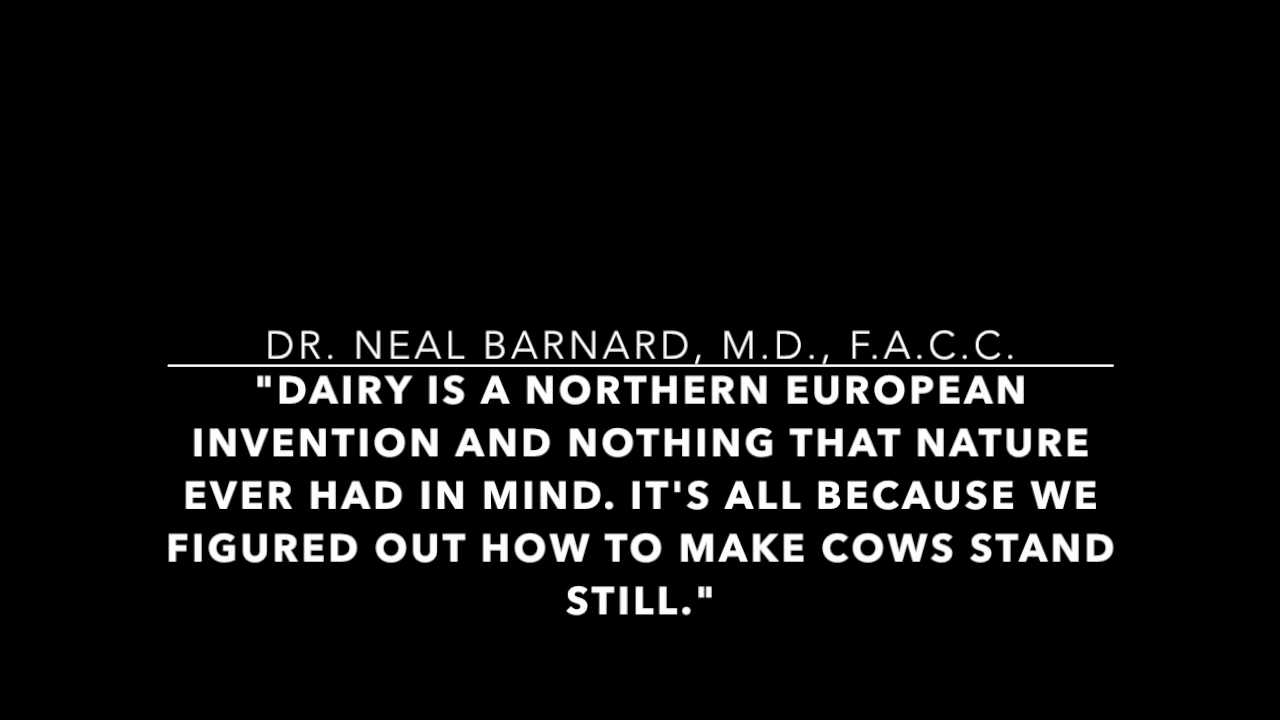 DR. NEAL BARNARD, M.D., F.A.C.C.
"DAIRY IS A NORTHERN EUROPEAN
INVENTION AND NOTHING THAT NATURE
EVER HAD IN MIND. IT'S ALL BECAUSE WE
FIGURED OUT HOW TO MAKE COWS STAND
STILL."